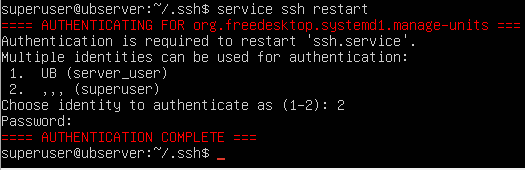 superuser@ubserver:~/.ssh$ service ssh restart
==== AUTHENTICATING FOR org.freedesktop.systemd1.manage-units ===
Authentication is required to restart 'ssh.service'.
Multiple identities can be used for authentication:
 1.  UB (server_user)
 2.  ,,, (superuser)
Choose identity to authenticate as (1-2): 2
Password:
==== AUTHENTICATION COMPLETE ===
superuser@ubserver:~/.ssh$ _